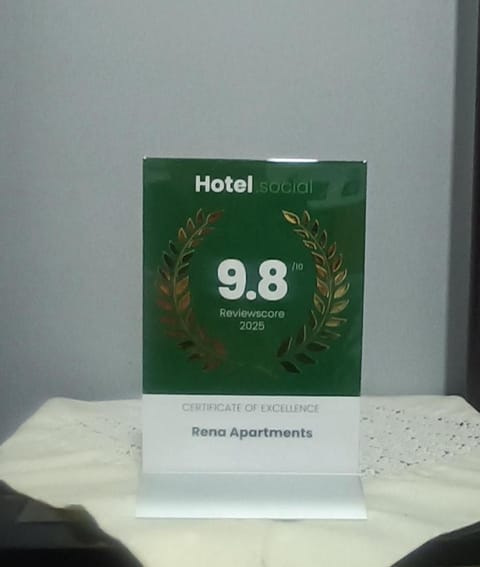 Hotel.social
9.8 /10
Reviewscore
2025
CERTIFICATE OF EXCELLENCE
Rena Apartments